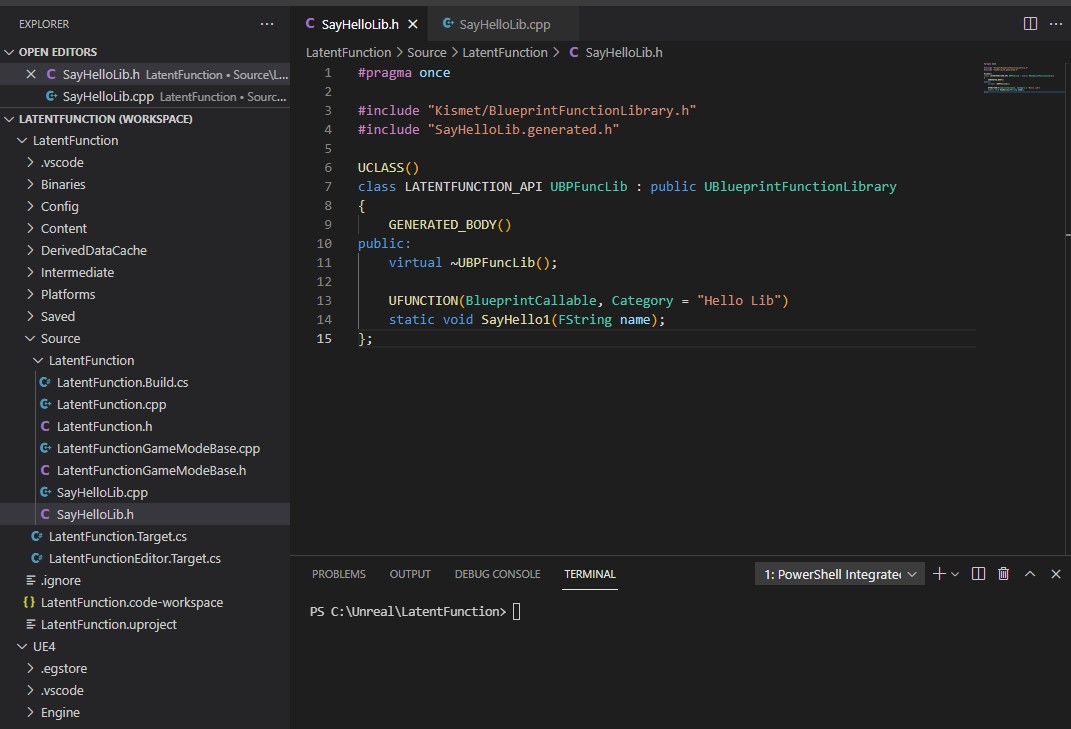 EXPLORER
OPEN EDITORS
SayHelloLib.h LatentFunction • Source\L...
SayHelloLib.cpp LatentFunction • Sourc...
LATENTFUNCTION (WORKSPACE)
LatentFunction
.vscode
Binaries
Config
Content
DerivedDataCache
Intermediate
Platforms
Saved
Source
LatentFunction
LatentFunction.Build.cs
LatentFunction.cpp
LatentFunction.h
LatentFunctionGameModeBase.cpp
LatentFunctionGameModeBase.h
SayHelloLib.cpp
SayHelloLib.h
LatentFunction.Target.cs
LatentFunctionEditor.Target.cs
.ignore
LatentFunction.code-workspace
LatentFunction.uproject
UE4
.egstore
.vscode
Engine
SayHelloLib.h SayHelloLib.cpp
LatentFunction > Source > LatentFunction > SayHelloLib.h
1 #pragma once
2
3 #include "Kismet/BlueprintFunctionLibrary.h"
4 #include "SayHelloLib.generated.h"
5
6 UCLASS()
7 class LATENTFUNCTION_API UBPFuncLib : public UBlueprintFunctionLibrary
8 {
9 GENERATED_BODY()
10 public:
11 virtual ~UBPFuncLib();
12
13 UFUNCTION(BlueprintCallable, Category = "Hello Lib")
14 static void SayHello1(FString name);
15 };
PROBLEMS OUTPUT DEBUG CONSOLE TERMINAL 1: PowerShell Integrate
PS C:\Unreal\LatentFunction>